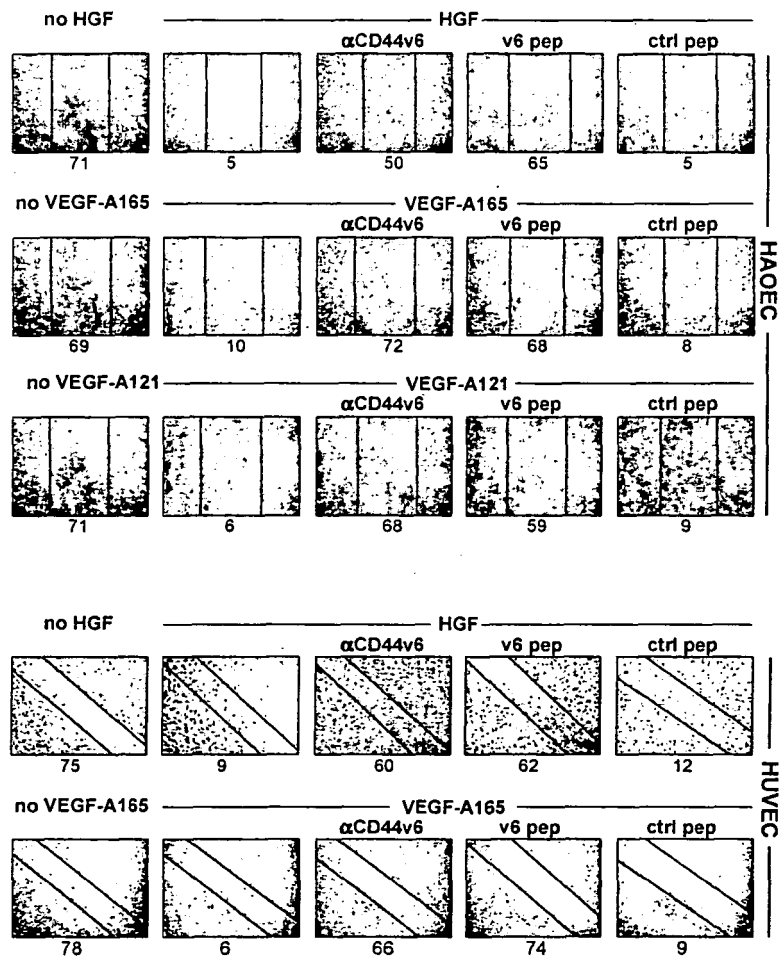 no HGF HGF
αCD44v6 v6 pep ctrl pep
71 5 50 65 5
no VEGF-A165 VEGF-A165
αCD44v6 v6 pep ctrl pep
69 10 72 68 8
no VEGF-A121 VEGF-A121
αCD44v6 v6 pep ctrl pep
71 6 68 59 9
HAOEC
no HGF HGF
αCD44v6 v6 pep ctrl pep
75 9 60 62 12
no VEGF-A165 VEGF-A165
αCD44v6 v6 pep ctrl pep
78 6 66 74 9
HUVEC